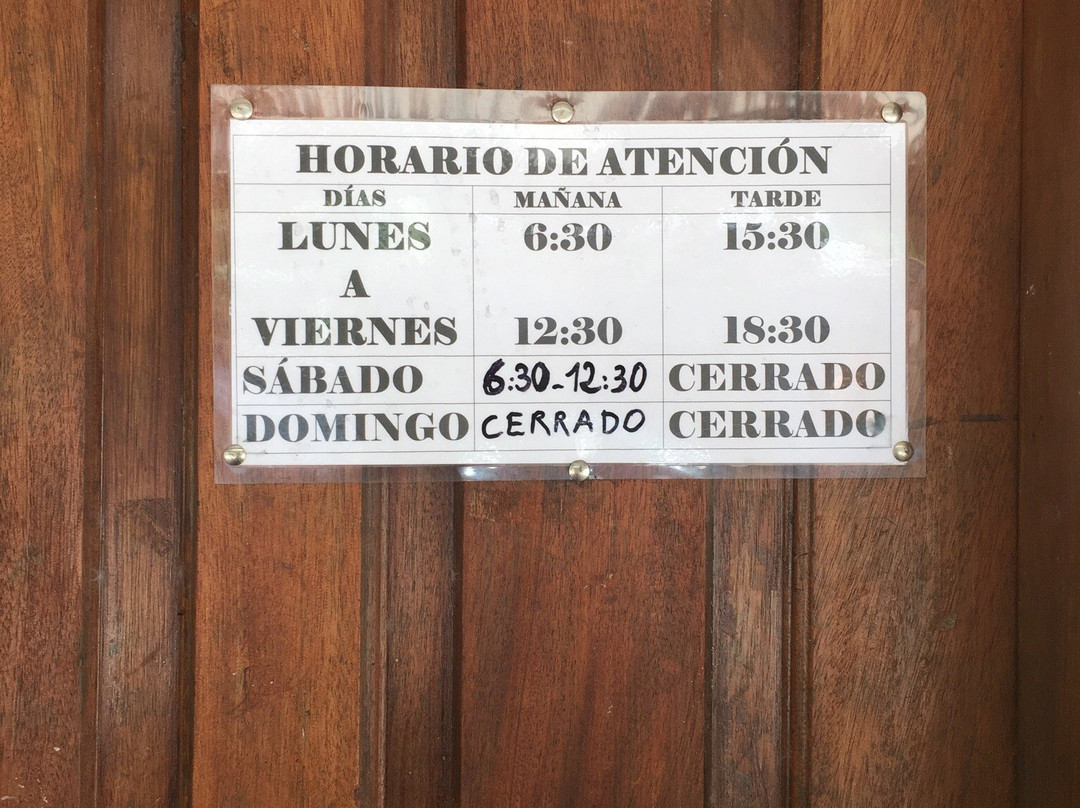 HORARIO DE ATENCIÓN
DÍAS MAÑANA TARDE
LUNES 6:30 15:30
A
VIERNES 12:30 18:30
SÁBADO 6:30-12:30 CERRADO
DOMINGO CERRADO CERRADO